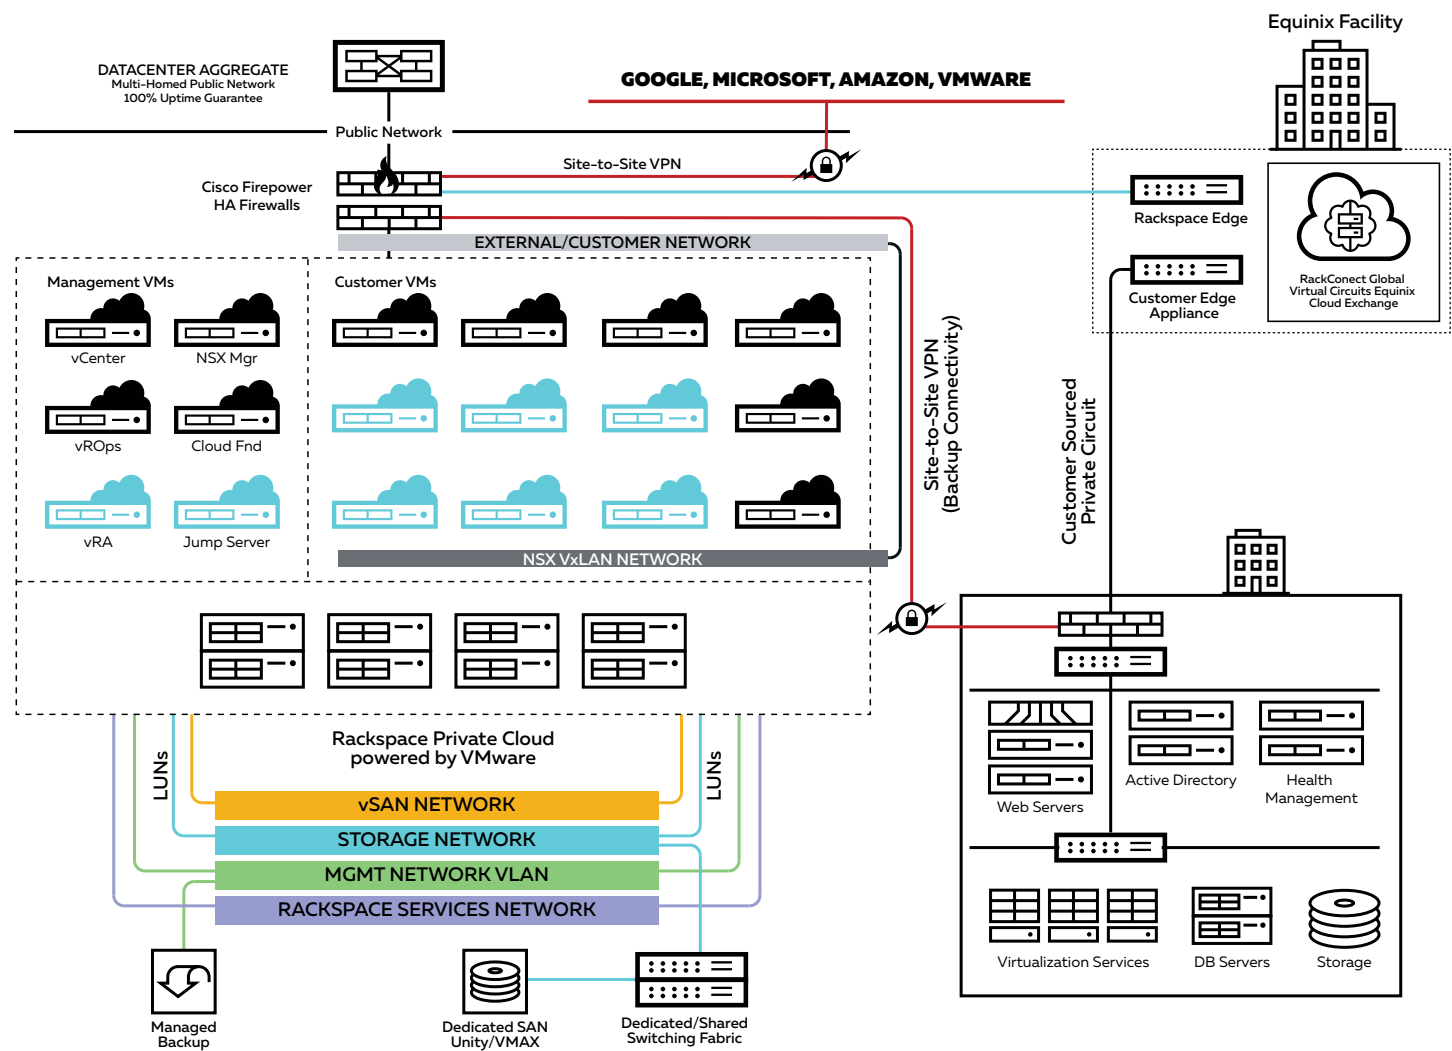 Equinix Facility
DATACENTER AGGREGATE
Multi-Homed Public Network
100% Uptime Guarantee
GOOGLE, MICROSOFT, AMAZON, VMWARE
Public Network
Site-to-Site VPN
Cisco Firepower
HA Firewalls
Rackspace Edge
EXTERNAL/CUSTOMER NETWORK
Customer Edge
Appliance
RackConect Global
Virtual Circuits Equinix
Cloud Exchange
Management VMs
Customer VMs
vCenter
NSX Mgr
vROps
Cloud Fnd
vRA
Jump Server
NSX VxLAN NETWORK
Site-to-Site VPN
(Backup Connectivity)
Customer Sourced
Private Circuit
Rackspace Private Cloud
powered by VMware
LUNs
LUNs
vSAN NETWORK
STORAGE NETWORK
MGMT NETWORK VLAN
RACKSPACE SERVICES NETWORK
Web Servers
Active Directory
Health
Management
Virtualization Services
DB Servers
Storage
Managed
Backup
Dedicated SAN
Unity/VMAX
Dedicated/Shared
Switching Fabric